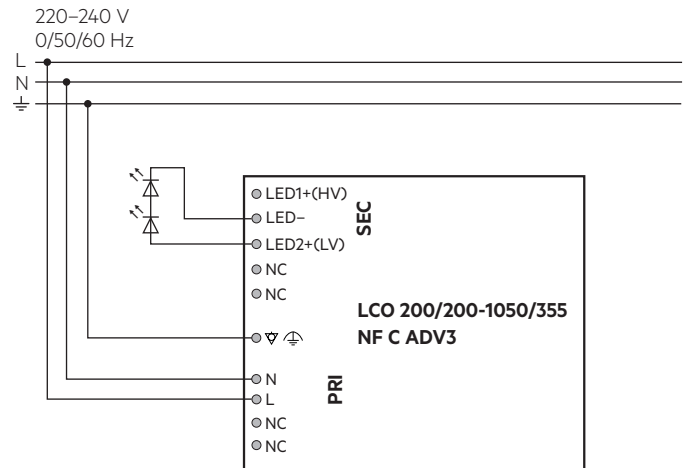 220–240 V
0/50/60 Hz
L
N
LED1+(HV)
LED–
LED2+(LV)
NC
NC
SEC
LCO 200/200-1050/355
NF C ADV3
N
L
NC
NC
PRI